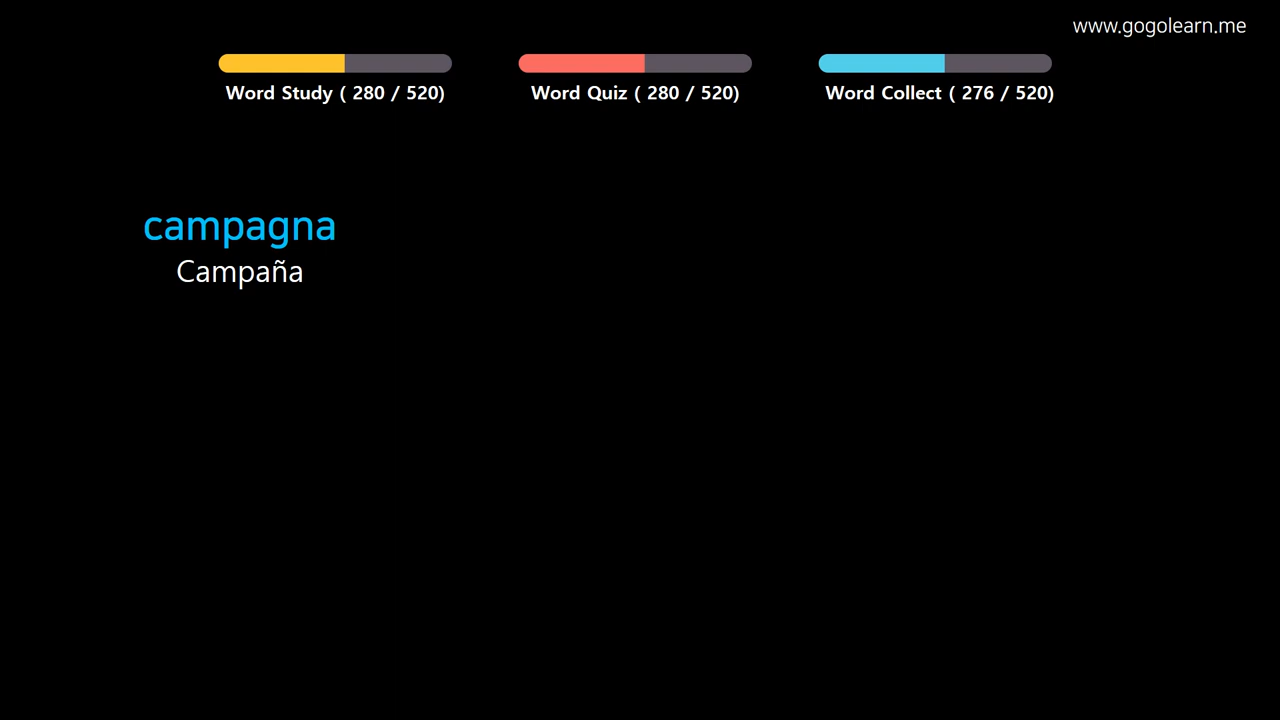 www.gogolearn.me
Word Study ( 280 / 520)
Word Quiz ( 280 / 520)
Word Collect ( 276 / 520)
campagna
Campaña